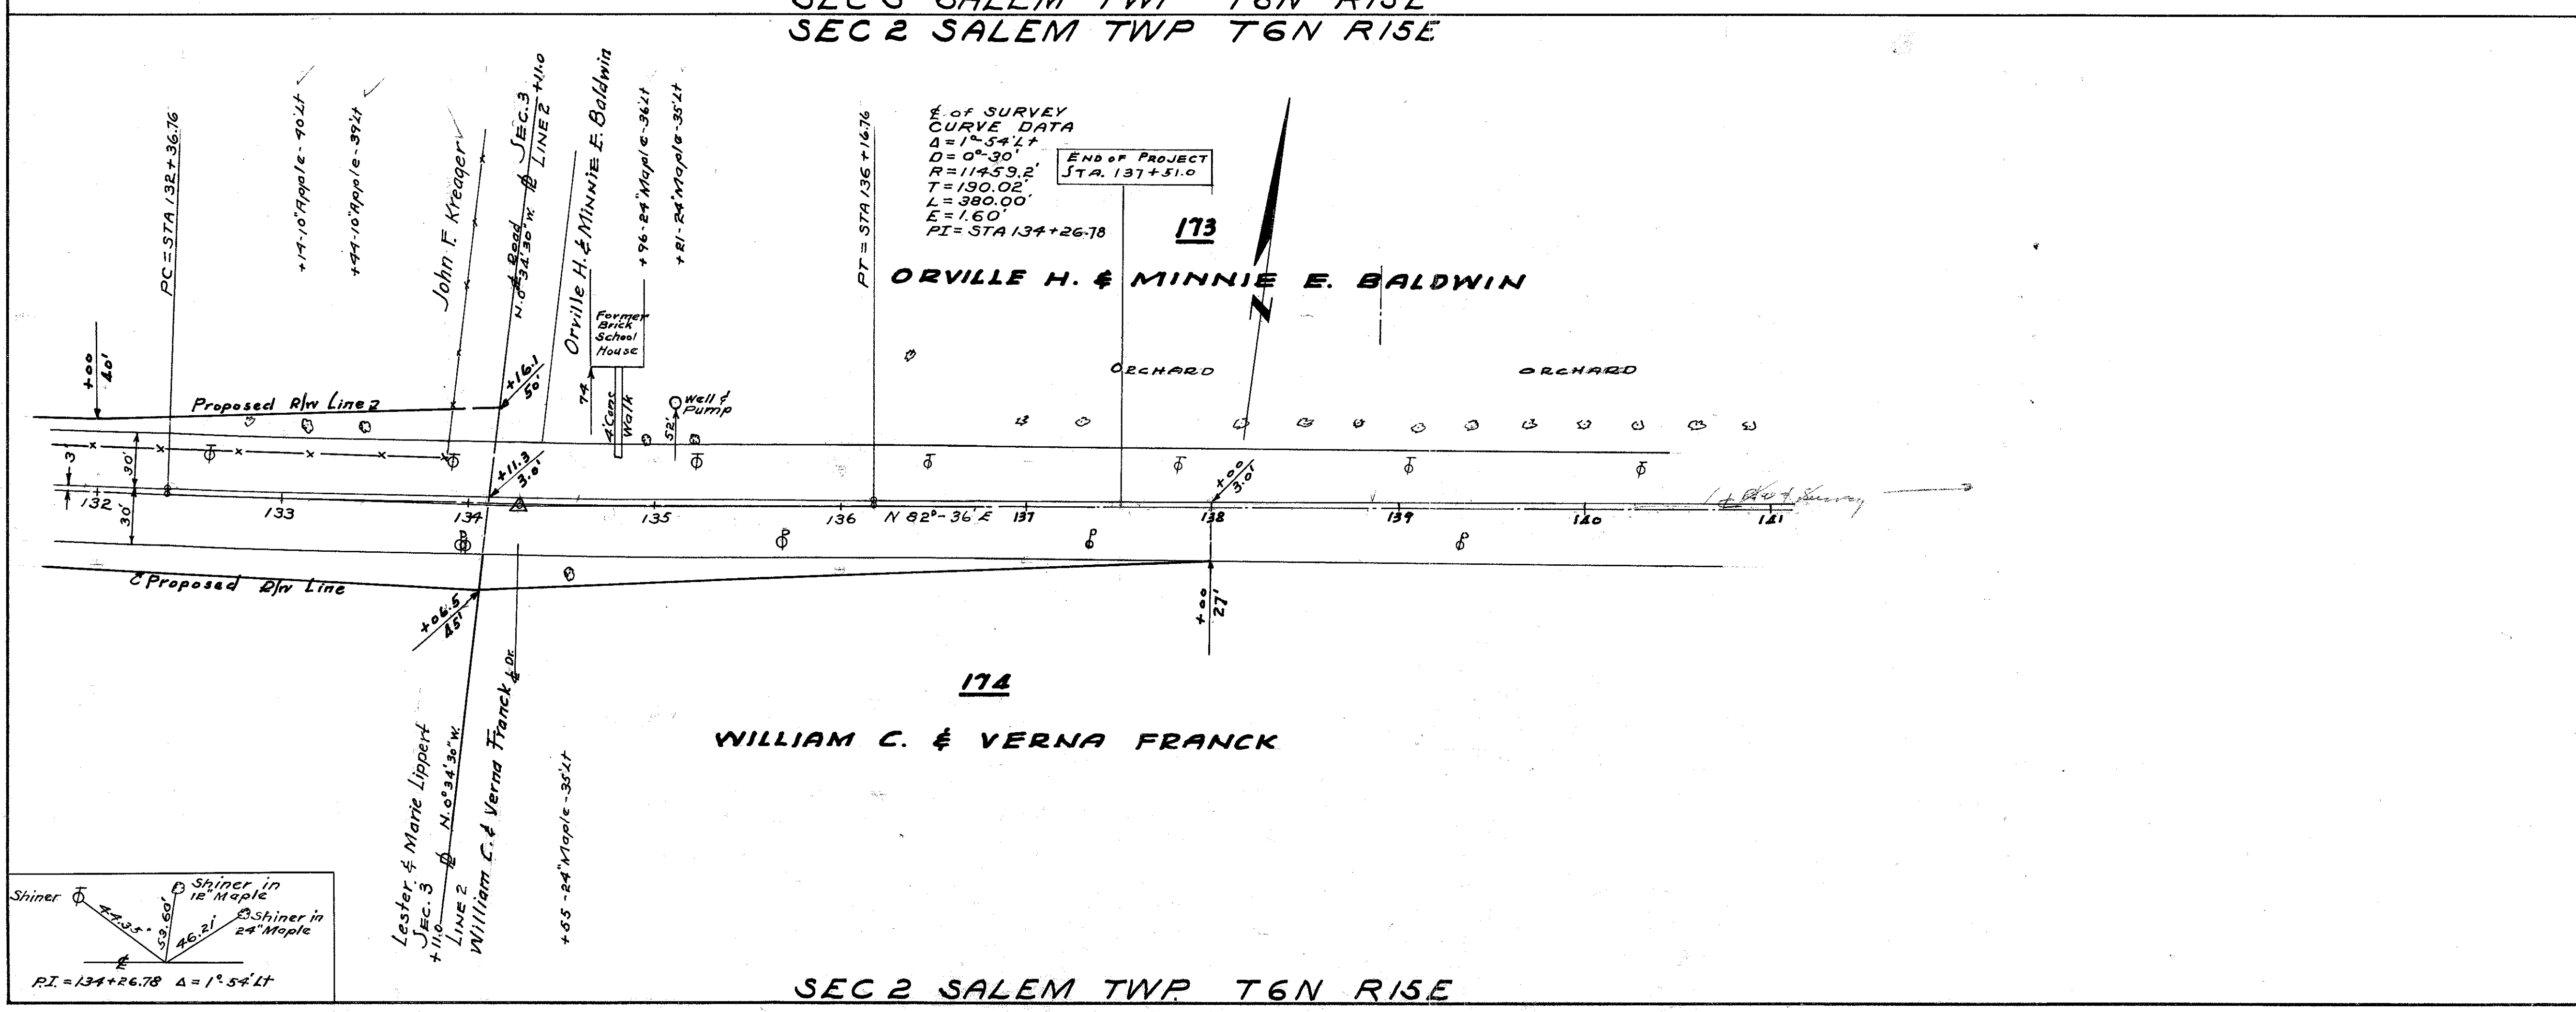 SEC 2 SALEM TWP T6N R15E
PC = STA 132+36.76
+14-10"Apple-40'Lt
+44-10"Apple-39'Lt
John F. Kreager
℄ Road
N.0°34'30"W.
SEC. 3
LINE 2 +11.0
Orville H. & MINNIE E. Baldwin
+96-24"Maple-36'Lt
+21-24"Maple-35'Lt
PT = STA 136+16.76
℄ of SURVEY
CURVE DATA
Δ = 1°-54'Lt
D = 0°-30'
R = 11459.2'
T = 190.02'
L = 380.00'
E = 1.60'
PI = STA 134+26.78
END OF PROJECT
STA. 137+51.0
173
ORVILLE H. & MINNIE E. BALDWIN
N
Former
Brick
School
House
74
4'Conc
Walk
Well &
Pump
52'
ORCHARD
ORCHARD
+00
40'
Proposed R/W Line
+16.1
50'
3'
30'
30'
+11.3
3.0'
+00
3.0'
132
133
134
135
136
N 82°-36' E
137
138
139
140
141
Proposed R/W Line
+06.5
45'
+00
27'
℄ Dr.
174
WILLIAM C. & VERNA FRANCK
Lester & Marie Lippert
SEC. 3
+11.0
N.0°34'30"W.
LINE 2
William C. & Verna Franck
+55-24"Maple-35'Lt
Shiner
44.35'
Shiner in
12"Maple
53.60'
Shiner in
24"Maple
46.21'
℄
P.I. = 134+26.78 Δ = 1°-54'Lt
SEC 2 SALEM TWP. T6N R15E